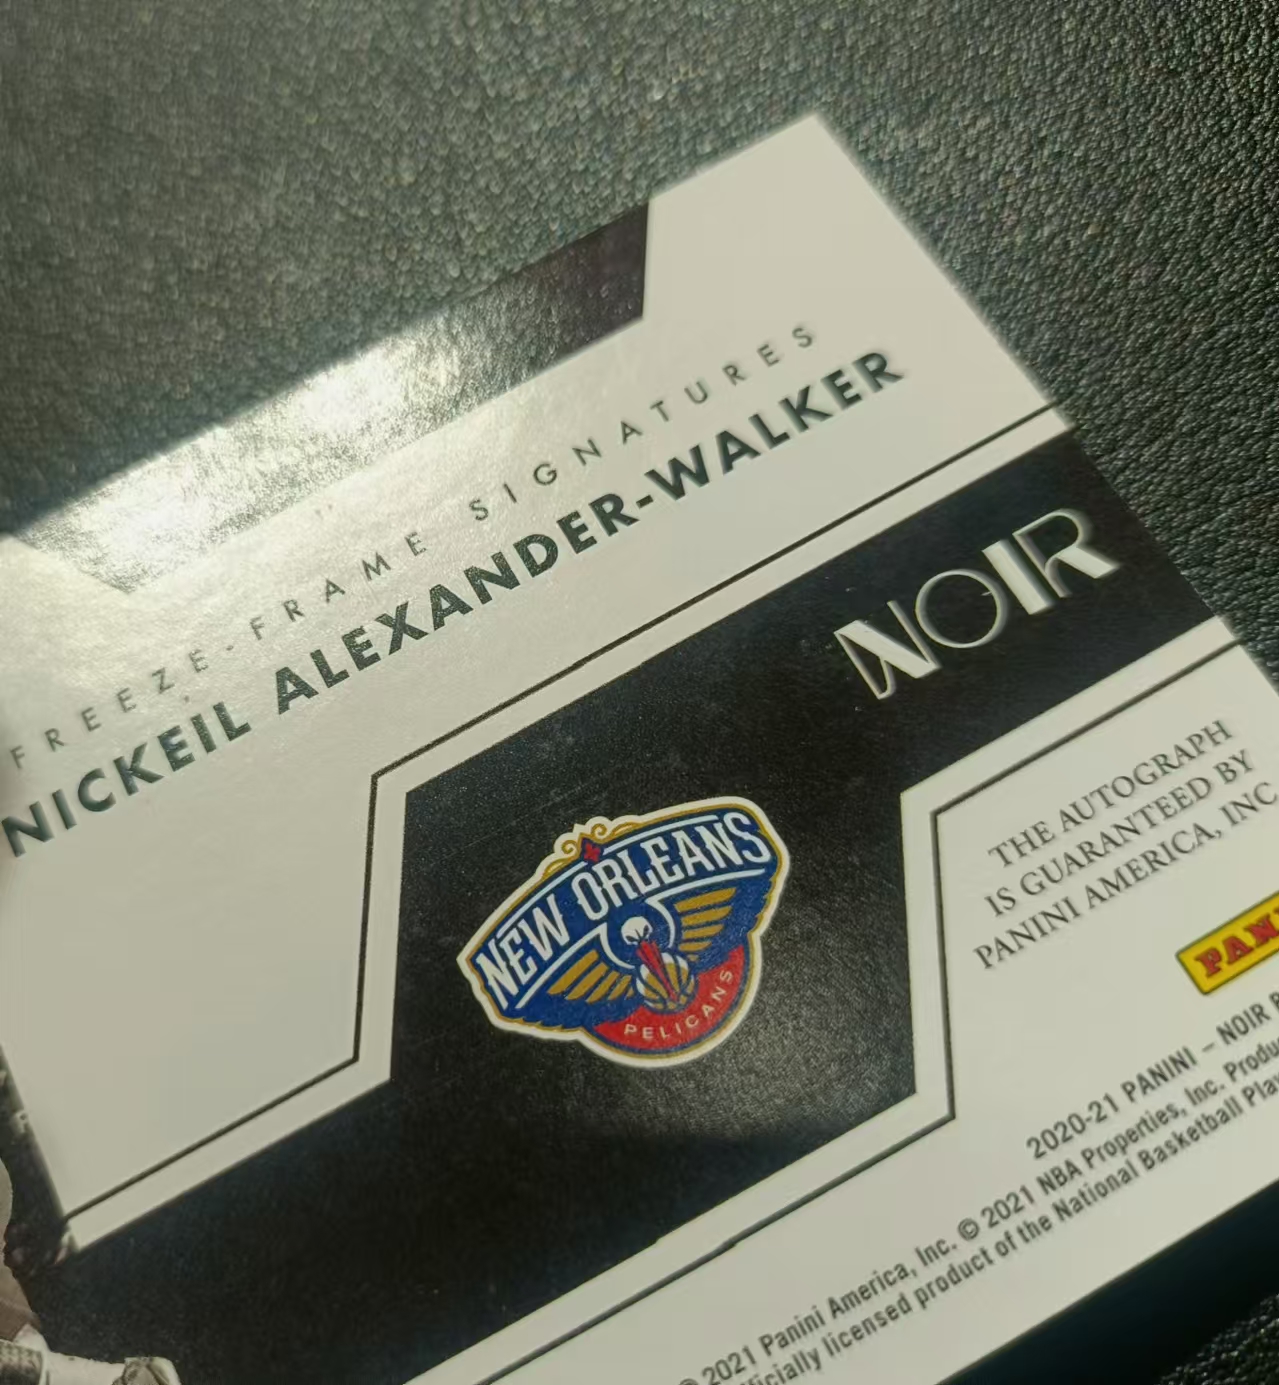 FREEZE-FRAME SIGNATURES
NICKEIL ALEXANDER-WALKER
NOIR
NEW ORLEANS
PELICANS
THE AUTOGRAPH
IS GUARANTEED BY
PANINI AMERICA, INC.
2020-21 PANINI – NOIR
© 2021 Panini America, Inc. © 2021 NBA Properties, Inc.
licensed product of the National Basketball